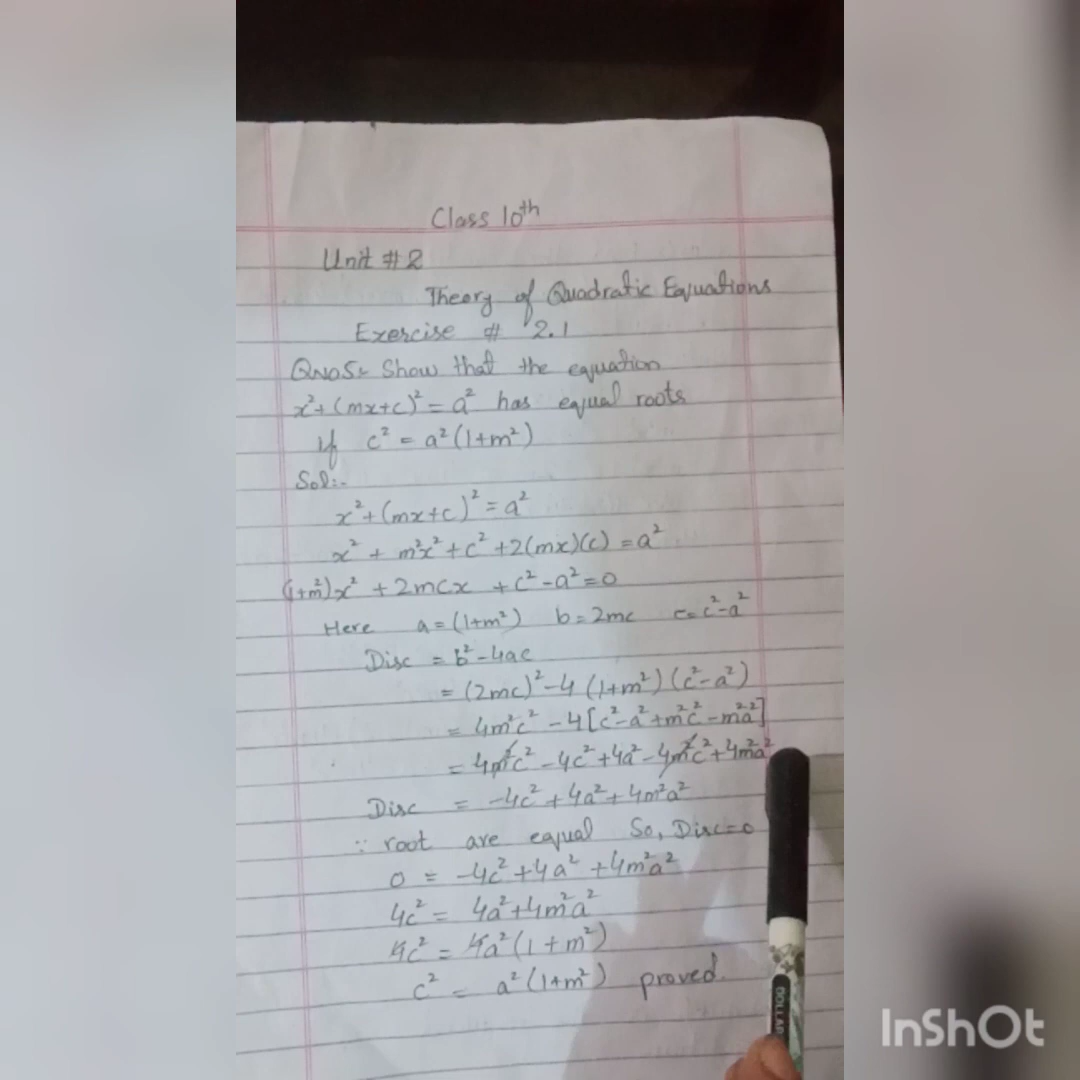 Class 10th
Unit # 2
Theory of Quadratic Equations
Exercise # 2.1
QNo5:- Show that the equation
x²+(mx+c)² = a² has equal roots
If c² = a²(1+m²)
Sol:-
x²+(mx+c)² = a²
x² + m²x² + c² + 2(mx)(c) = a²
(1+m²)x² + 2mcx + c²-a² = 0
Here a = (1+m²) b = 2mc c = c²-a²
Disc = b²-4ac
= (2mc)²-4(1+m²)(c²-a²)
= 4m²c² - 4[c²-a²+m²c²-m²a²]
= 4m²c² - 4c²+4a²-4m²c²+4m²a²
Disc = -4c²+4a²+4m²a²
∵ root are equal So, Disc=0
0 = -4c²+4a²+4m²a²
4c² = 4a²+4m²a²
4c² = 4a²(1+m²)
c² = a²(1+m²) proved.
DOLLAR
InShOt